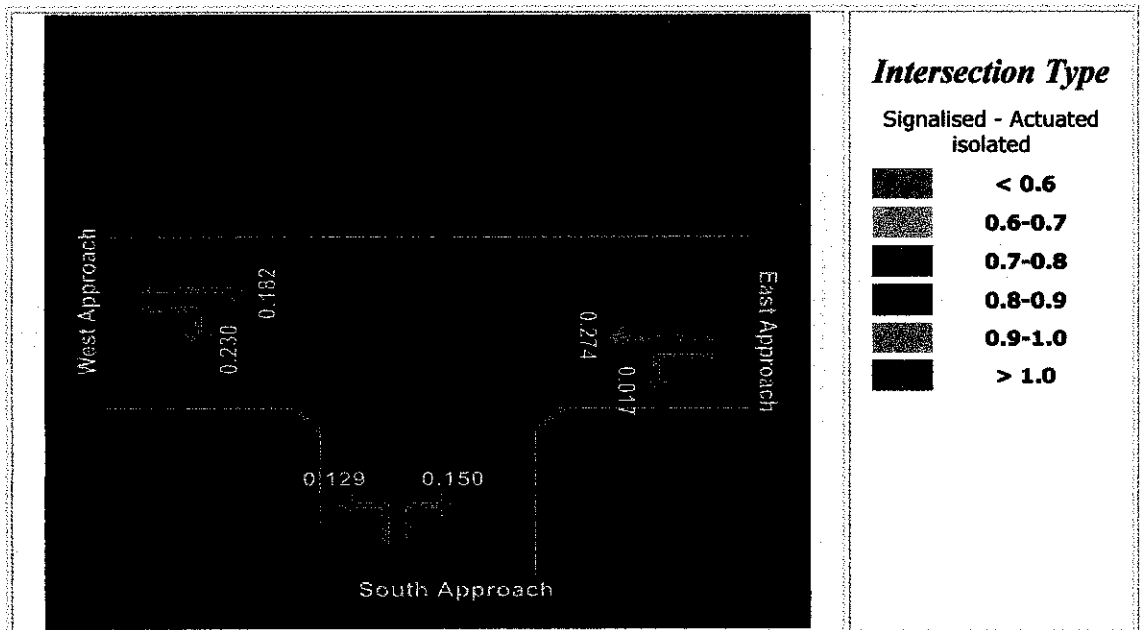 Intersection Type
Signalised - Actuated
isolated
< 0.6
0.6-0.7
0.7-0.8
0.8-0.9
0.9-1.0
> 1.0
West Approach
0.182
0.230
0.274
0.017
East Approach
0.129
0.150
South Approach